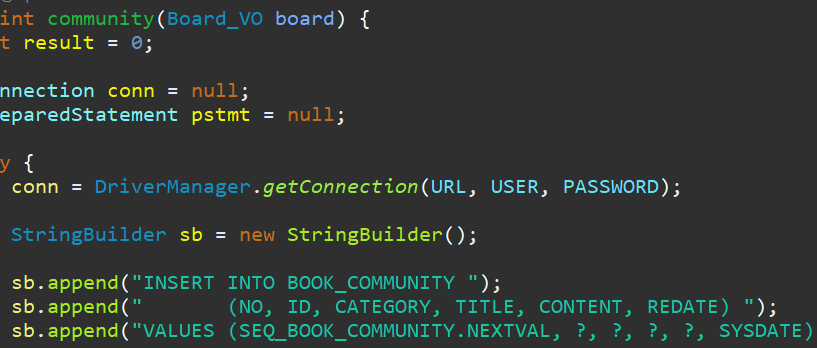 int community(Board_VO board) {
t result = 0;
nnection conn = null;
eparedStatement pstmt = null;
y {
conn = DriverManager.getConnection(URL, USER, PASSWORD);
StringBuilder sb = new StringBuilder();
sb.append("INSERT INTO BOOK_COMMUNITY ");
sb.append("       (NO, ID, CATEGORY, TITLE, CONTENT, REDATE) ");
sb.append("VALUES (SEQ_BOOK_COMMUNITY.NEXTVAL, ?, ?, ?, ?, SYSDATE)